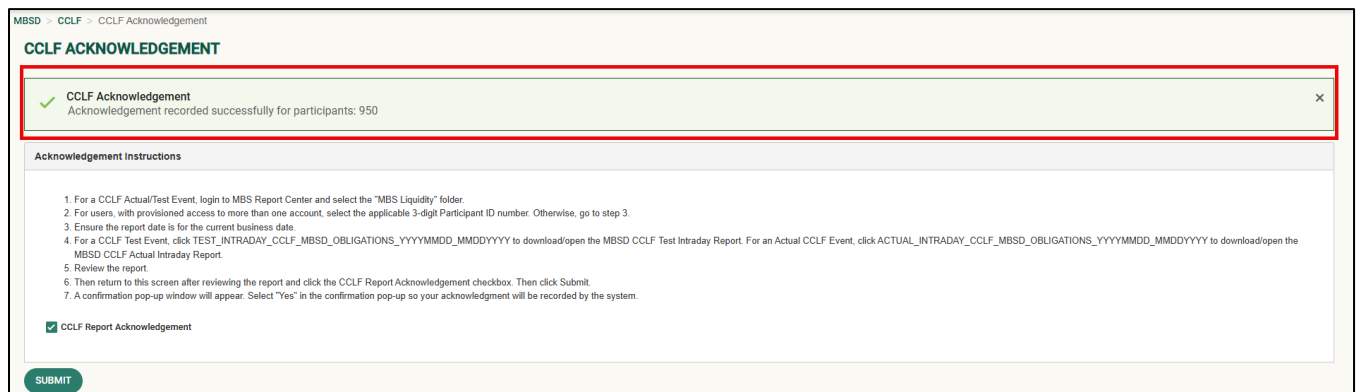 MBSD > CCLF > CCLF Acknowledgement
CCLF ACKNOWLEDGEMENT
CCLF Acknowledgement
Acknowledgement recorded successfully for participants: 950
Acknowledgement Instructions
1. For a CCLF Actual/Test Event, login to MBS Report Center and select the "MBS Liquidity" folder.
2. For users, with provisioned access to more than one account, select the applicable 3-digit Participant ID number. Otherwise, go to step 3.
3. Ensure the report date is for the current business date.
4. For a CCLF Test Event, click TEST_INTRADAY_CCLF_MBSD_OBLIGATIONS_YYYYMMDD_MMDDYYYY to download/open the MBSD CCLF Test Intraday Report. For an Actual CCLF Event, click ACTUAL_INTRADAY_CCLF_MBSD_OBLIGATIONS_YYYYMMDD_MMDDYYYY to download/open the
MBSD CCLF Actual Intraday Report.
5. Review the report.
6. Then return to this screen after reviewing the report and click the CCLF Report Acknowledgement checkbox. Then click Submit.
7. A confirmation pop-up window will appear. Select "Yes" in the confirmation pop-up so your acknowledgment will be recorded by the system.
CCLF Report Acknowledgement
SUBMIT